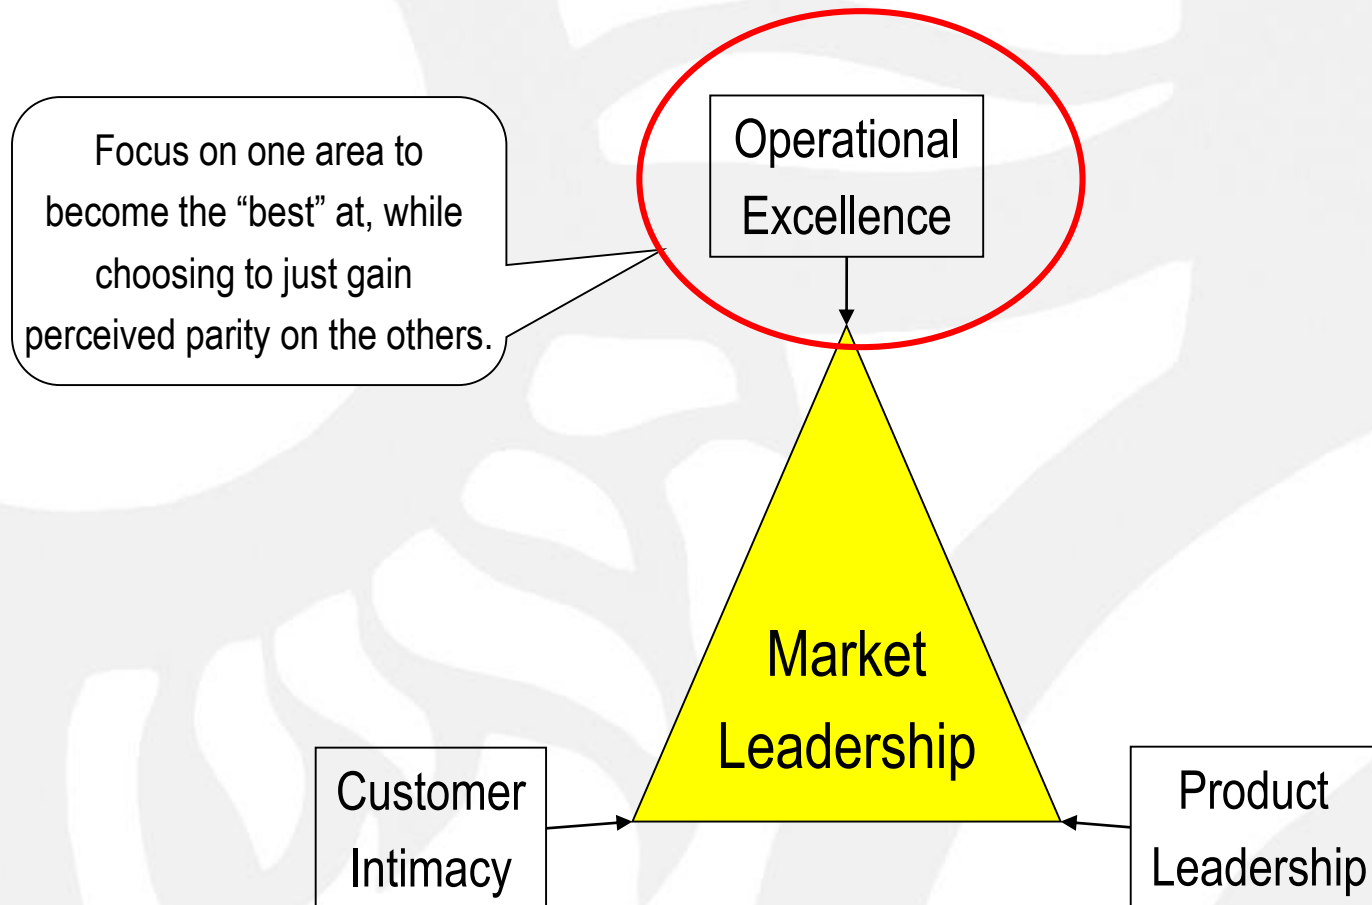 Focus on one area to
become the “best” at, while
choosing to just gain
perceived parity on the others.
Operational
Excellence
Market
Leadership
Customer
Intimacy
Product
Leadership